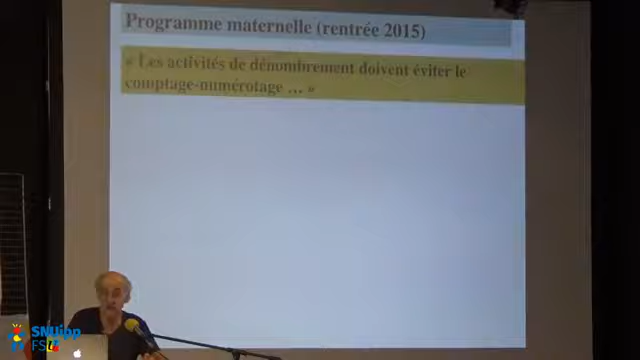 Programme maternelle (rentrée 2015)
« Les activités de dénombrement doivent éviter le
comptage-numérotage … »
SNUipp
FSU